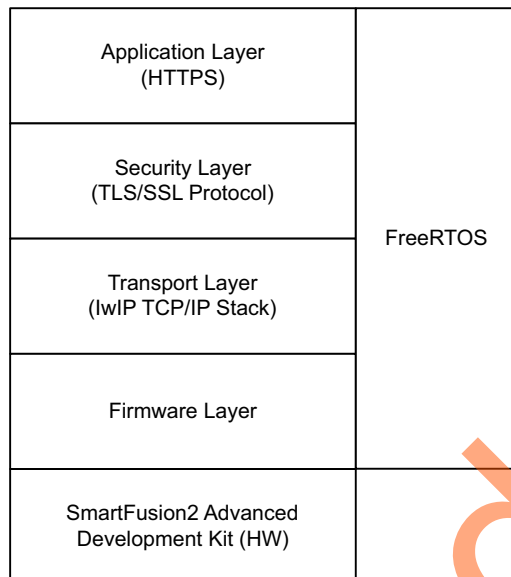 Application Layer
(HTTPS)
Security Layer
(TLS/SSL Protocol)
FreeRTOS
Transport Layer
(IwIP TCP/IP Stack)
Firmware Layer
SmartFusion2 Advanced
Development Kit (HW)